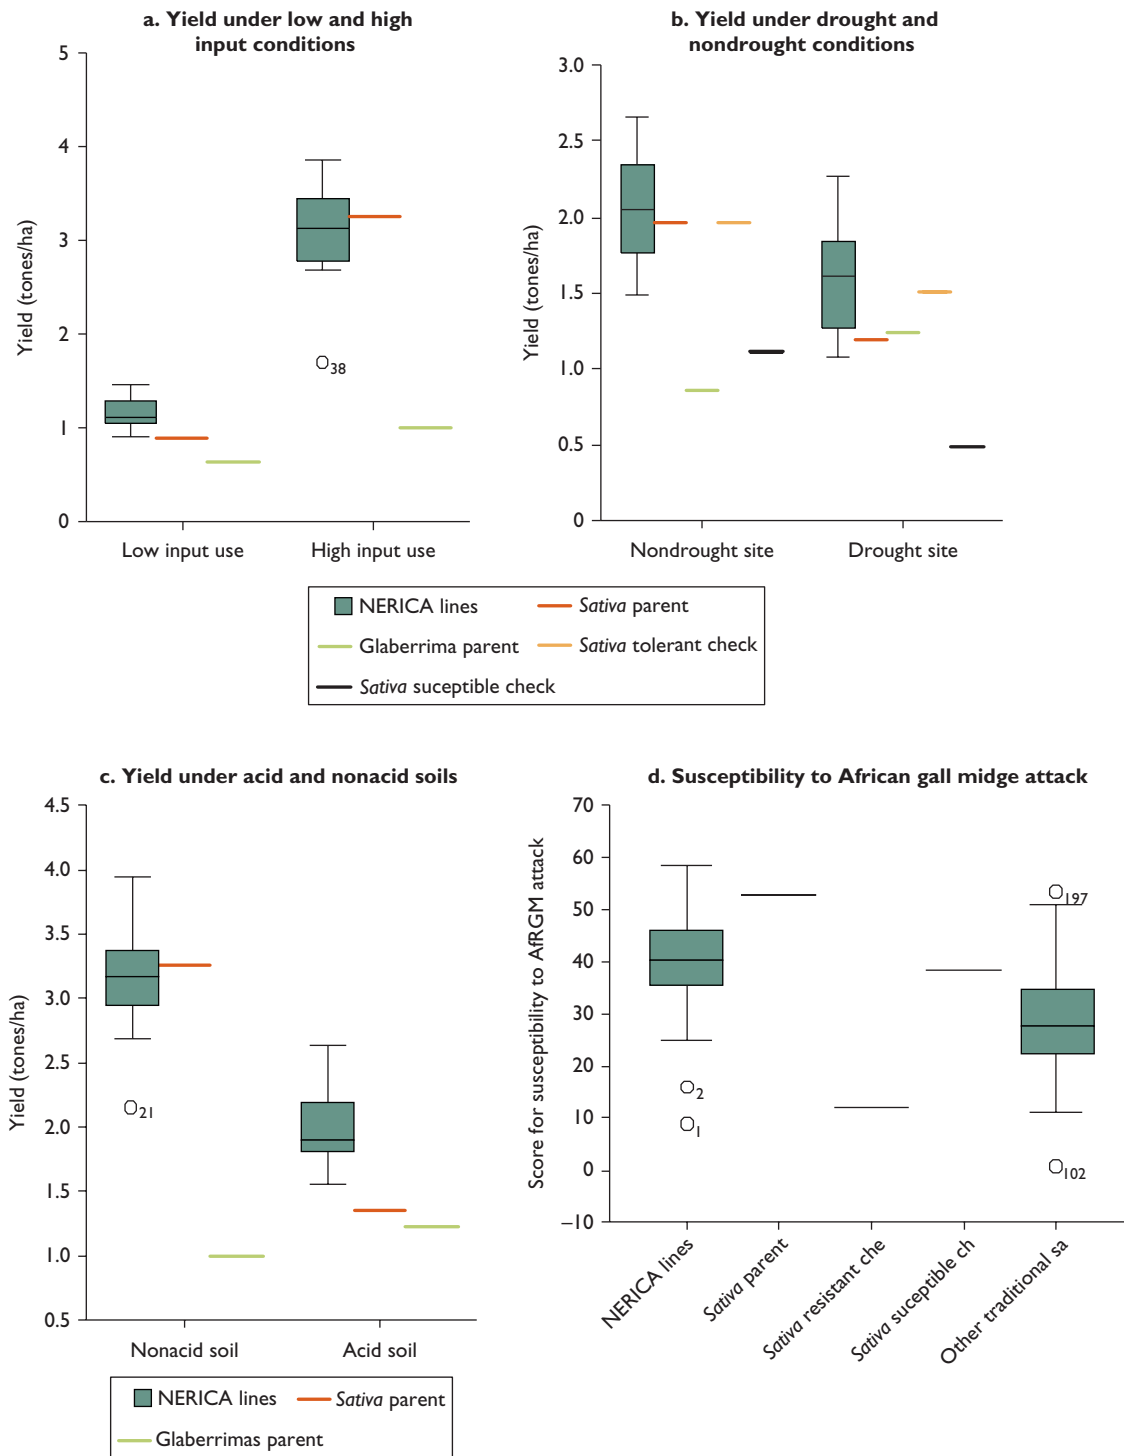 a. Yield under low and high
input conditions
5
4
3
2
1
0
Yield (tones/ha)
38
Low input use
High input use
b. Yield under drought and
nondrought conditions
3.0
2.5
2.0
1.5
1.0
0.5
0
Yield (tones/ha)
Nondrought site
Drought site
NERICA lines
Sativa parent
Glaberrima parent
Sativa tolerant check
Sativa suceptible check
c. Yield under acid and nonacid soils
4.5
4.0
3.5
3.0
2.5
2.0
1.5
1.0
0.5
Yield (tones/ha)
21
Nonacid soil
Acid soil
NERICA lines
Sativa parent
Glaberrimas parent
d. Susceptibility to African gall midge attack
70
60
50
40
30
20
10
0
–10
Score for susceptibility to AfRGM attack
2
1
197
102
NERICA lines
Sativa parent
Sativa resistant che
Sativa suceptible ch
Other traditional sa